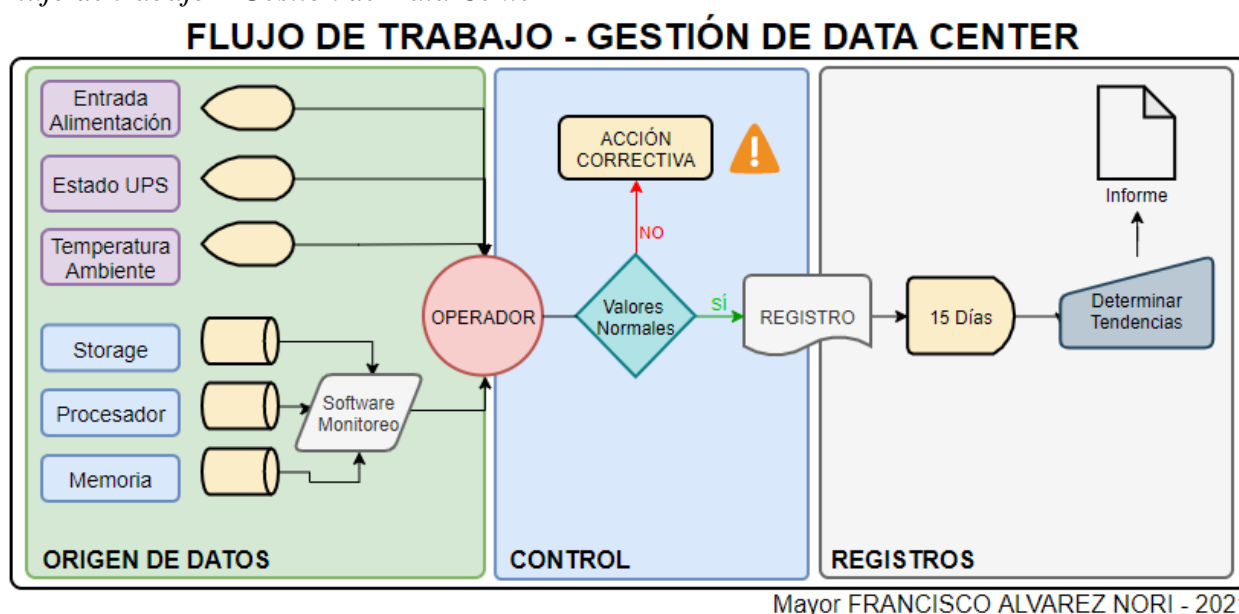 FLUJO DE TRABAJO - GESTIÓN DE DATA CENTER
Entrada
Alimentación
Estado UPS
Temperatura
Ambiente
Storage
Procesador
Memoria
Software
Monitoreo
OPERADOR
ORIGEN DE DATOS
ACCIÓN
CORRECTIVA
NO
Valores
Normales
SÍ
CONTROL
REGISTRO
15 Días
Determinar
Tendencias
Informe
REGISTROS
Mayor FRANCISCO ALVAREZ NORI - 202